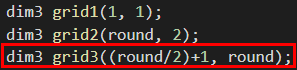 dim3 grid1(1, 1);
dim3 grid2(round, 2);
dim3 grid3((round/2)+1, round);